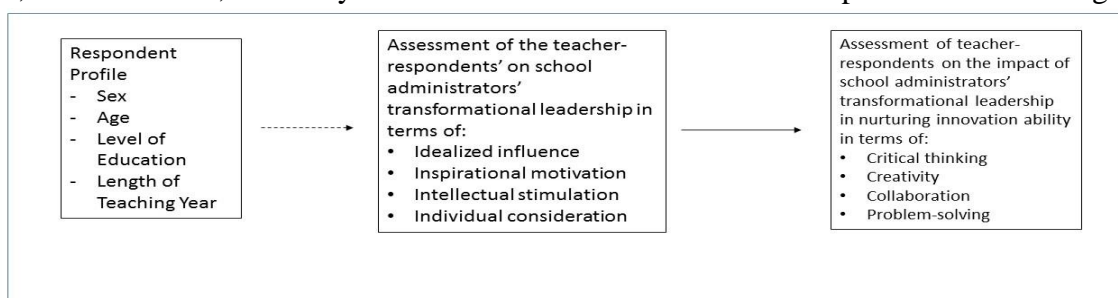 Respondent
Profile
- Sex
- Age
- Level of
Education
- Length of
Teaching Year
Assessment of the teacher-
respondents' on school
administrators'
transformational leadership in
terms of:
• Idealized influence
• Inspirational motivation
• Intellectual stimulation
• Individual consideration
Assessment of teacher-
respondents on the impact of
school administrators'
transformational leadership
in nurturing innovation ability
in terms of:
• Critical thinking
• Creativity
• Collaboration
• Problem-solving